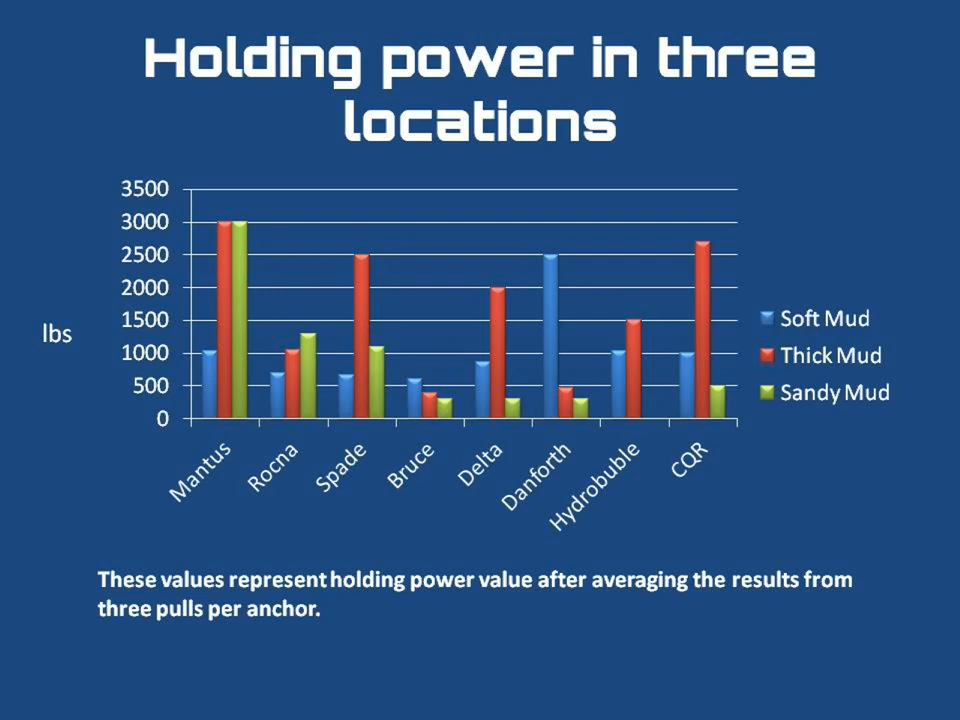 Holding power in three
locations
3500
3000
2500
2000
1500
1000
500
0
lbs
Mantus
Rocna
Spade
Bruce
Delta
Danforth
Hydrobuble
CQR
Soft Mud
Thick Mud
Sandy Mud
These values represent holding power value after averaging the results from
three pulls per anchor.